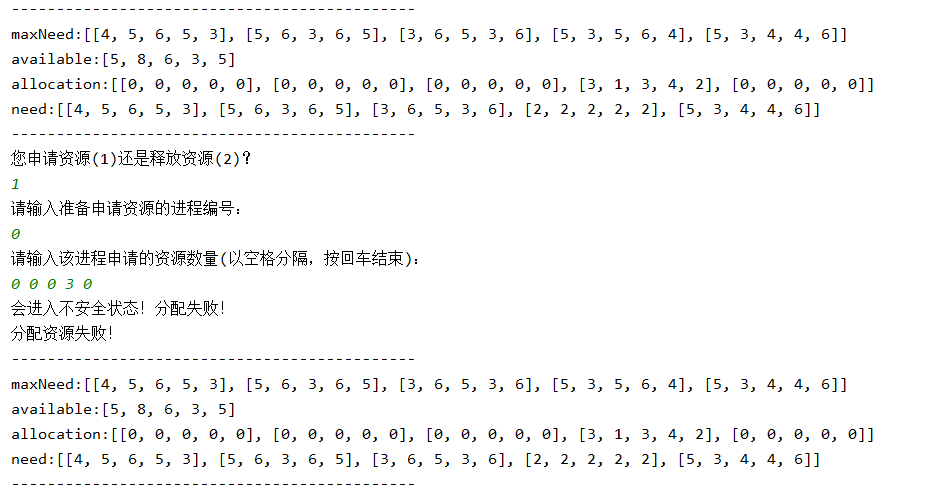 ---------------------------------------------
maxNeed:[[4, 5, 6, 5, 3], [5, 6, 3, 6, 5], [3, 6, 5, 3, 6], [5, 3, 5, 6, 4], [5, 3, 4, 4, 6]]
available:[5, 8, 6, 3, 5]
allocation:[[0, 0, 0, 0, 0], [0, 0, 0, 0, 0], [0, 0, 0, 0, 0], [3, 1, 3, 4, 2], [0, 0, 0, 0, 0]]
need:[[4, 5, 6, 5, 3], [5, 6, 3, 6, 5], [3, 6, 5, 3, 6], [2, 2, 2, 2, 2], [5, 3, 4, 4, 6]]
---------------------------------------------
您申请资源(1)还是释放资源(2)？
1
请输入准备申请资源的进程编号：
0
请输入该进程申请的资源数量(以空格分隔，按回车结束)：
0 0 0 3 0
会进入不安全状态！分配失败！
分配资源失败！
---------------------------------------------
maxNeed:[[4, 5, 6, 5, 3], [5, 6, 3, 6, 5], [3, 6, 5, 3, 6], [5, 3, 5, 6, 4], [5, 3, 4, 4, 6]]
available:[5, 8, 6, 3, 5]
allocation:[[0, 0, 0, 0, 0], [0, 0, 0, 0, 0], [0, 0, 0, 0, 0], [3, 1, 3, 4, 2], [0, 0, 0, 0, 0]]
need:[[4, 5, 6, 5, 3], [5, 6, 3, 6, 5], [3, 6, 5, 3, 6], [2, 2, 2, 2, 2], [5, 3, 4, 4, 6]]
---------------------------------------------